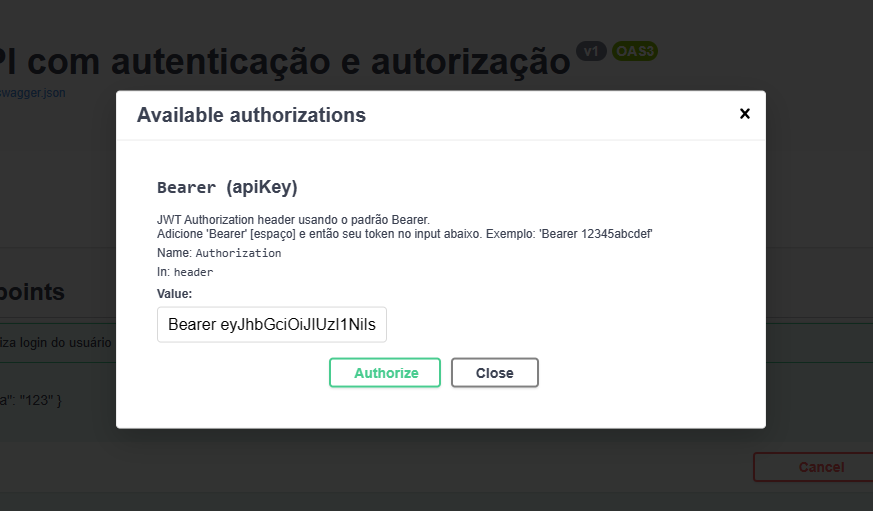 PI com autenticação e autorização v1 OAS3
swagger.json
Available authorizations
Bearer (apiKey)
JWT Authorization header usando o padrão Bearer.
Adicione 'Bearer' [espaço] e então seu token no input abaixo. Exemplo: 'Bearer 12345abcdef'
Name: Authorization
In: header
Value:
Bearer eyJhbGciOiJIUzI1NiIs
Authorize Close
points
iza login do usuário
a": "123" }
Cancel